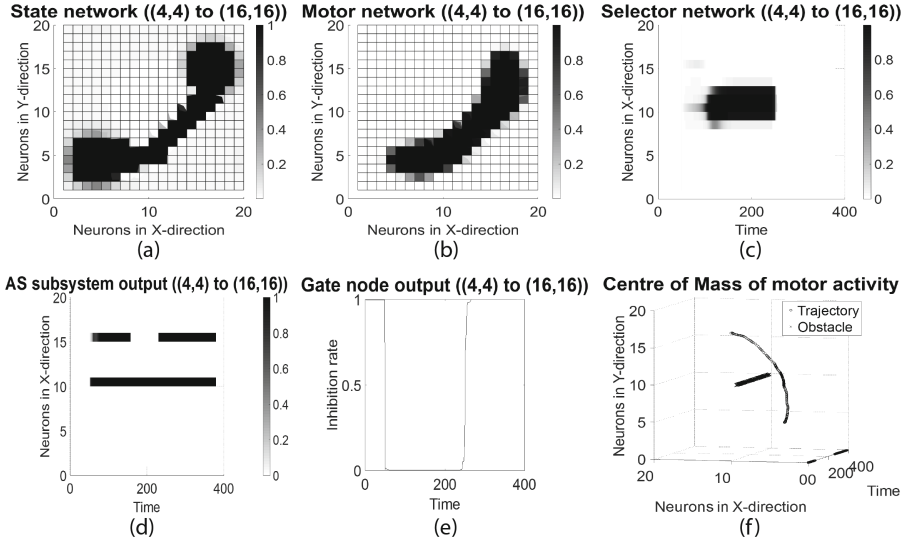 State network ((4,4) to (16,16))
Neurons in Y-direction
20
15
10
5
0
0
10
20
Neurons in X-direction
1
0.8
0.6
0.4
0.2
(a)
Motor network ((4,4) to (16,16))
Neurons in Y-direction
20
15
10
5
0
0
10
20
Neurons in X-direction
0.8
0.6
0.4
0.2
(b)
Selector network ((4,4) to (16,16))
Neurons in X-direction
20
15
10
5
0
0
200
400
Time
0.8
0.6
0.4
0.2
0
(c)
AS subsystem output ((4,4) to (16,16))
Neurons in X-direction
20
15
10
5
0
0
200
400
Time
1
0.8
0.6
0.4
0.2
0
(d)
Gate node output ((4,4) to (16,16))
Inhibition rate
1
0.5
0
0
200
400
Time
(e)
Centre of Mass of motor activity
Trajectory
Obstacle
Neurons in Y-direction
20
15
10
5
0
20
10
0
0
200
400
Neurons in X-direction
Time
(f)